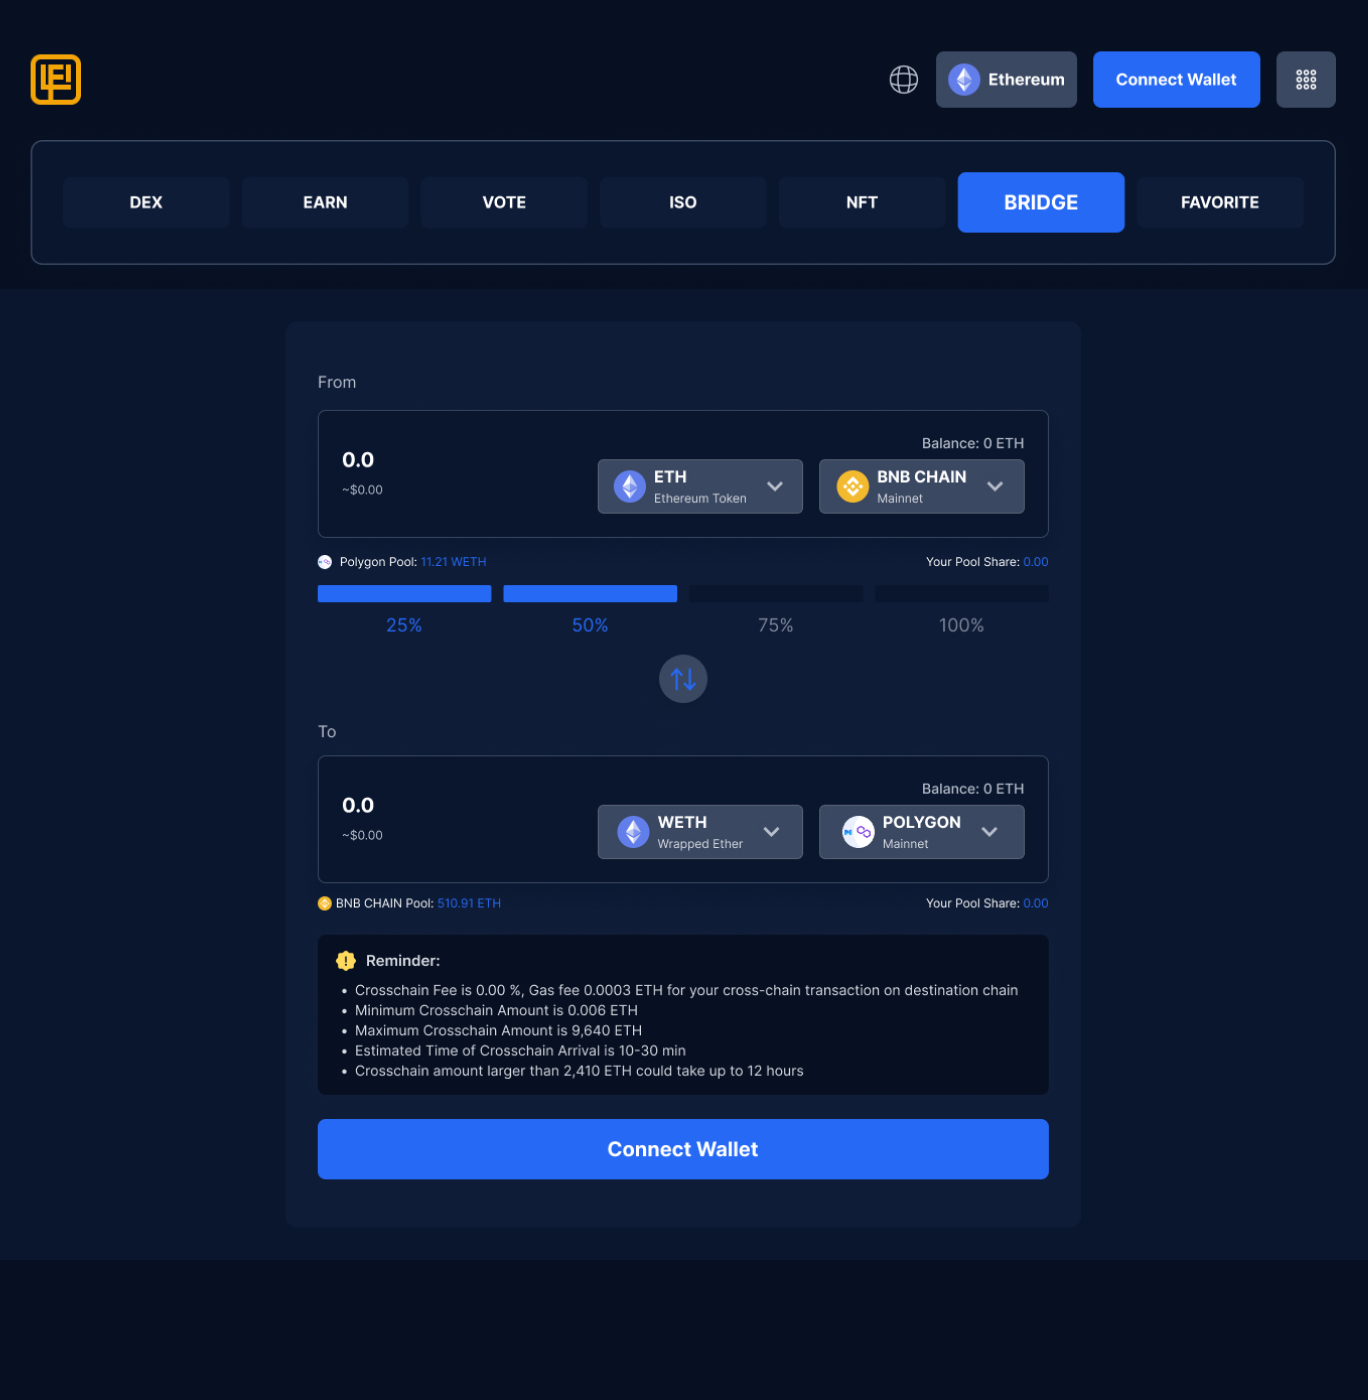 Ethereum
Connect Wallet
DEX
EARN
VOTE
ISO
NFT
BRIDGE
FAVORITE
From
Balance: 0 ETH
0.0
~$0.00
ETH
Ethereum Token
BNB CHAIN
Mainnet
Polygon Pool: 11.21 WETH
Your Pool Share: 0.00
25%
50%
75%
100%
To
Balance: 0 ETH
0.0
~$0.00
WETH
Wrapped Ether
POLYGON
Mainnet
BNB CHAIN Pool: 510.91 ETH
Your Pool Share: 0.00
Reminder:
• Crosschain Fee is 0.00 %, Gas fee 0.0003 ETH for your cross-chain transaction on destination chain
• Minimum Crosschain Amount is 0.006 ETH
• Maximum Crosschain Amount is 9,640 ETH
• Estimated Time of Crosschain Arrival is 10-30 min
• Crosschain amount larger than 2,410 ETH could take up to 12 hours
Connect Wallet